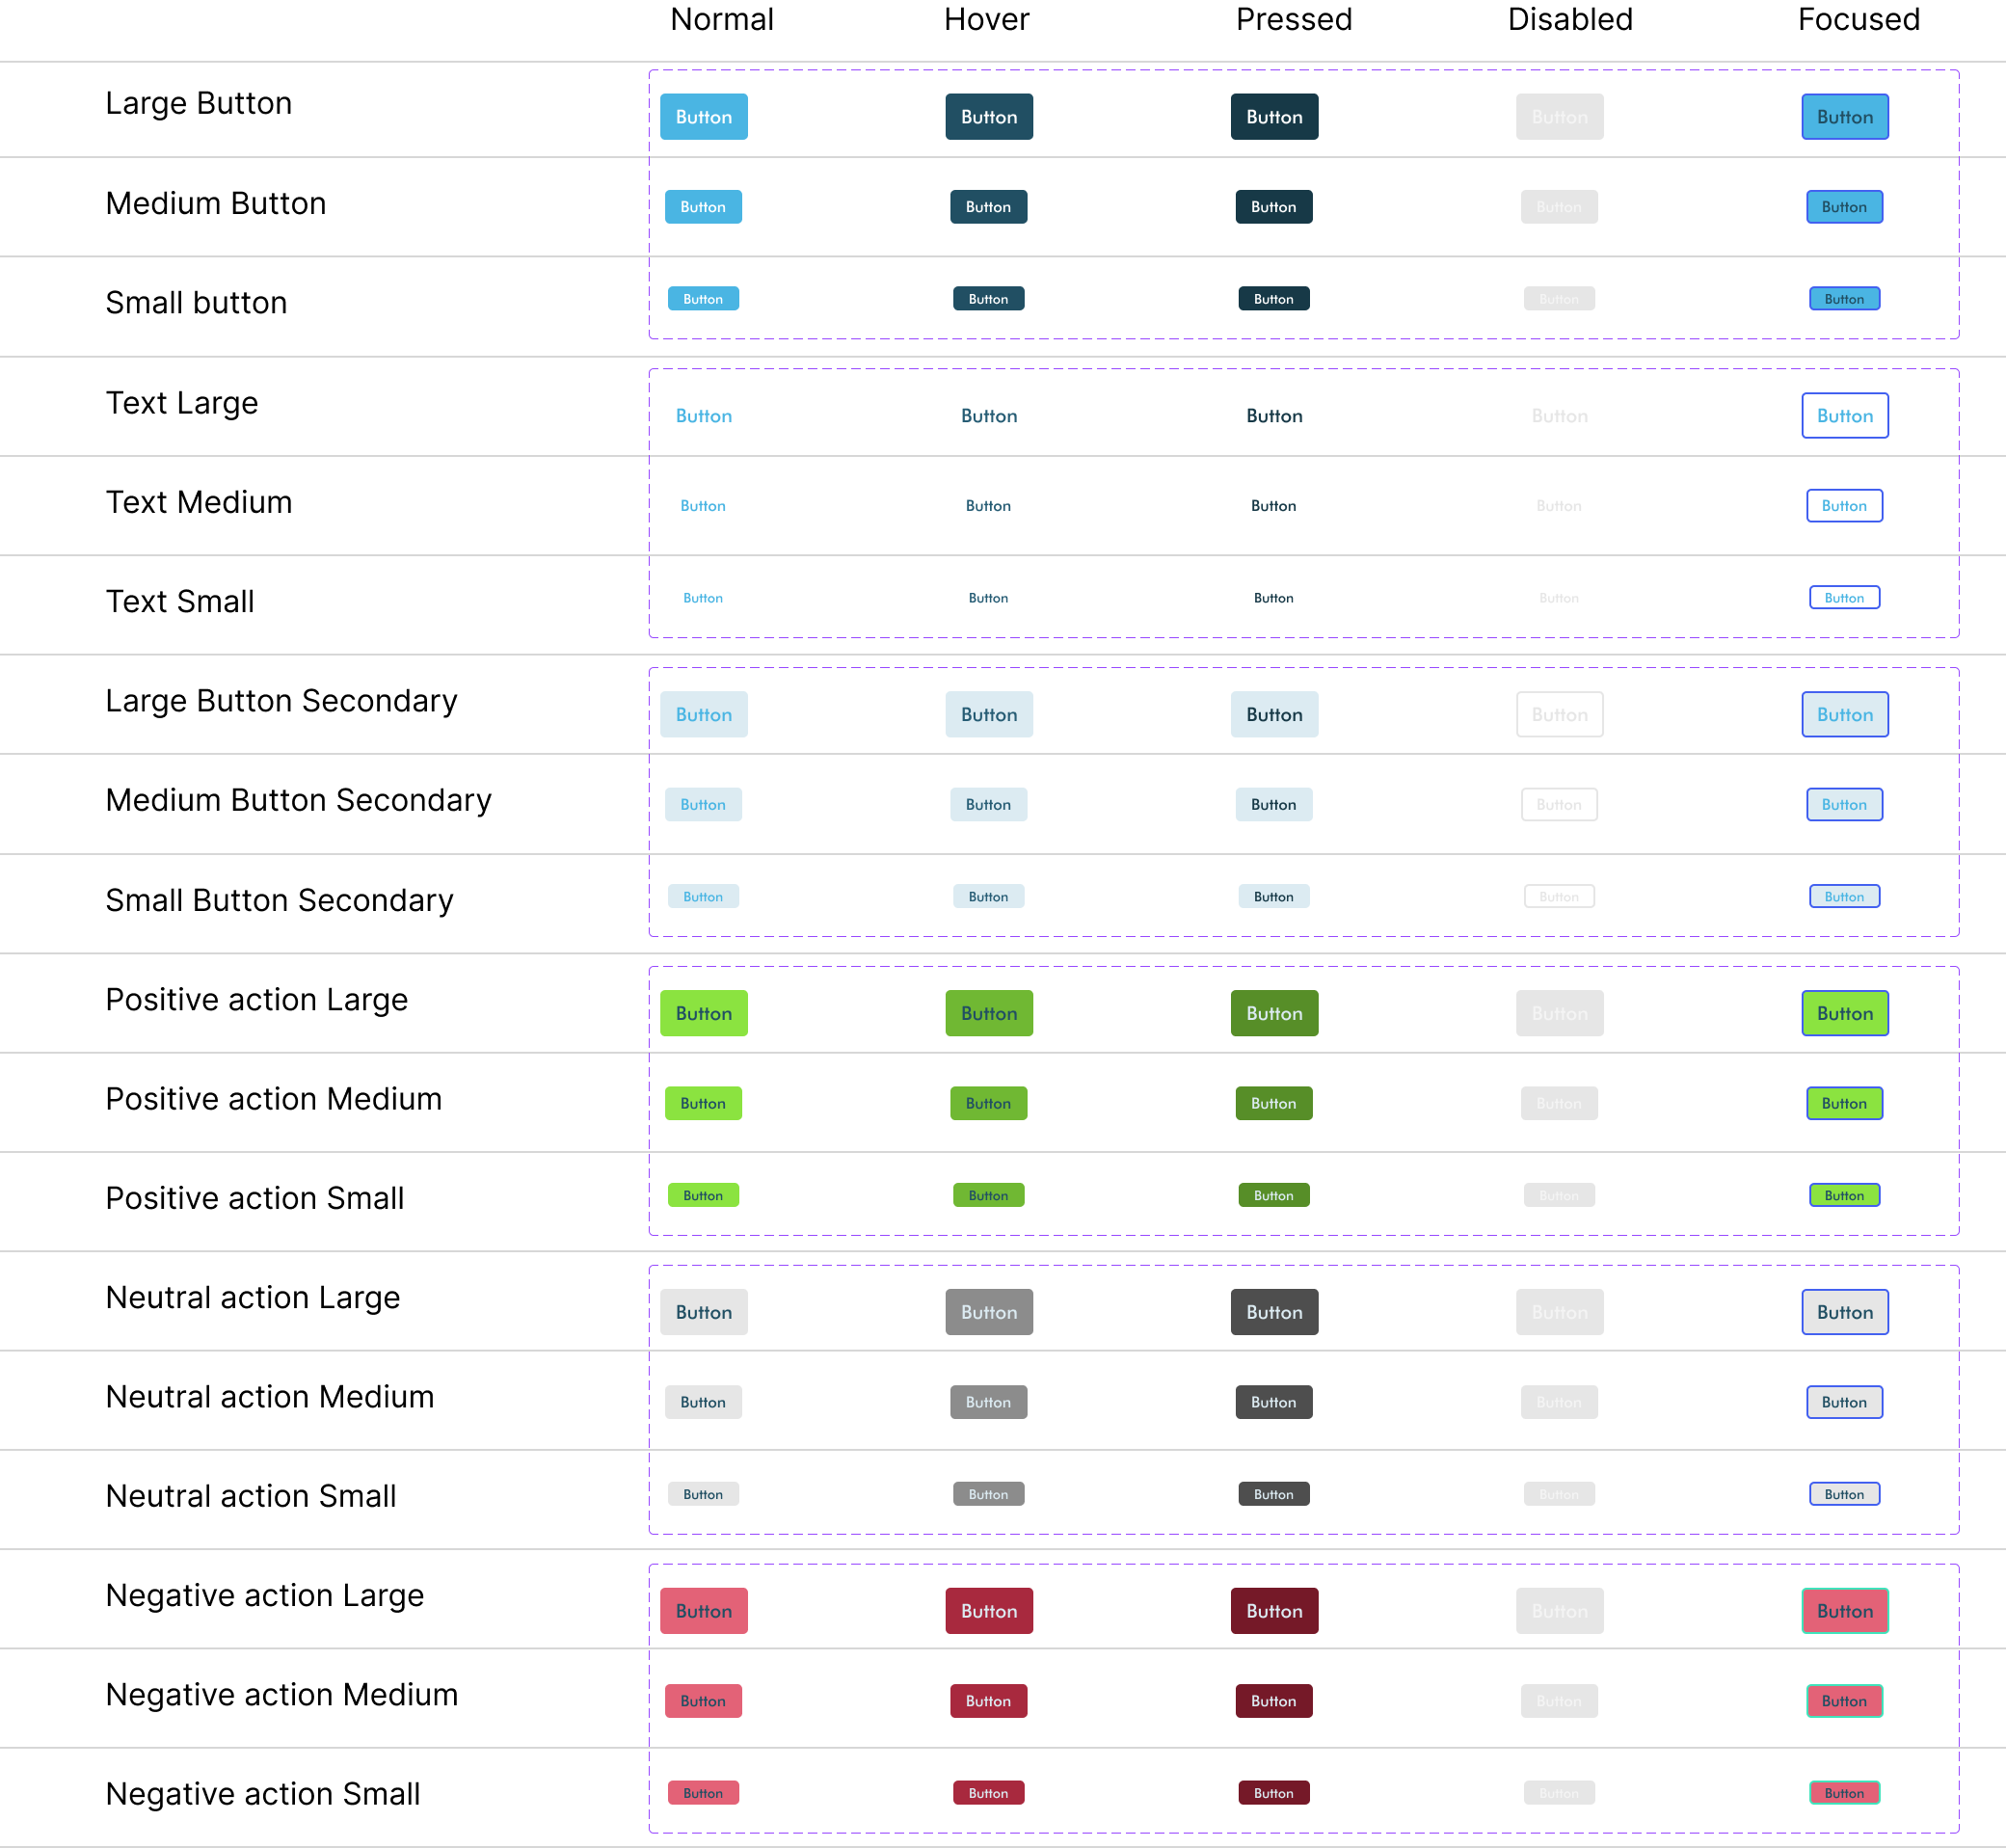 Normal Hover Pressed Disabled Focused
Large Button Button Button Button Button Button
Medium Button Button Button Button Button Button
Small button Button Button Button Button Button
Text Large Button Button Button Button Button
Text Medium Button Button Button Button Button
Text Small Button Button Button Button Button
Large Button Secondary Button Button Button Button Button
Medium Button Secondary Button Button Button Button Button
Small Button Secondary Button Button Button Button Button
Positive action Large Button Button Button Button Button
Positive action Medium Button Button Button Button Button
Positive action Small Button Button Button Button Button
Neutral action Large Button Button Button Button Button
Neutral action Medium Button Button Button Button Button
Neutral action Small Button Button Button Button Button
Negative action Large Button Button Button Button Button
Negative action Medium Button Button Button Button Button
Negative action Small Button Button Button Button Button